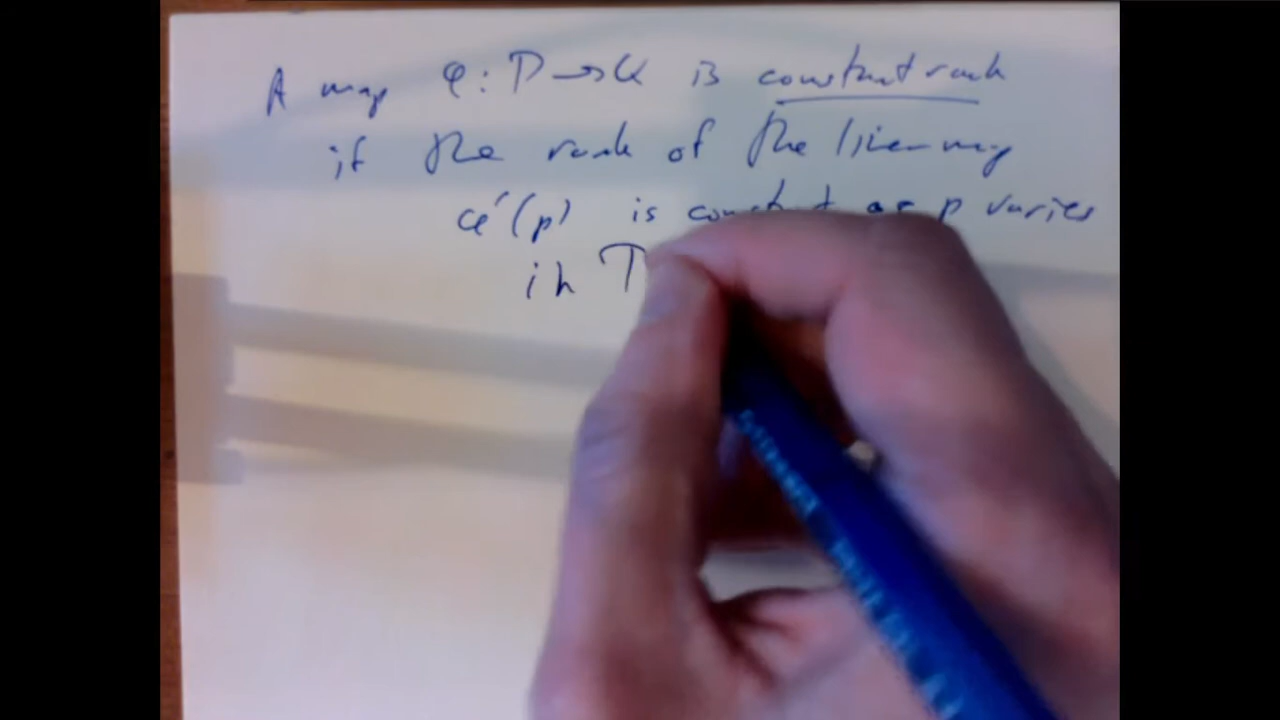 A map φ: P → Q is constant rank
if the rank of the linear map
φ'(p) is constant as p varies
in P